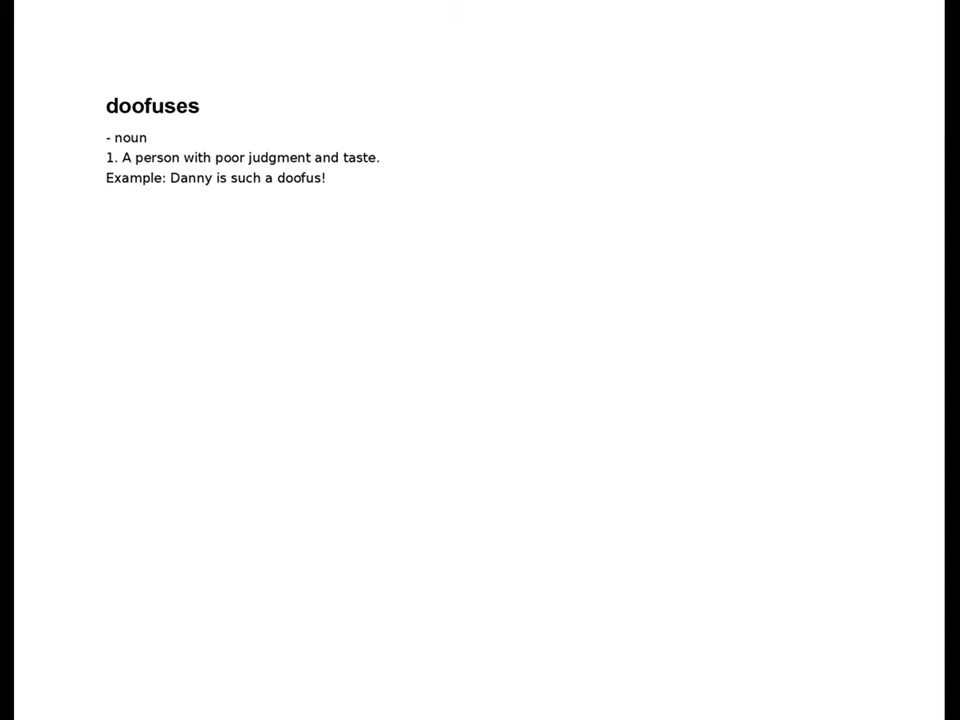 doofuses
- noun
1. A person with poor judgment and taste.
Example: Danny is such a doofus!